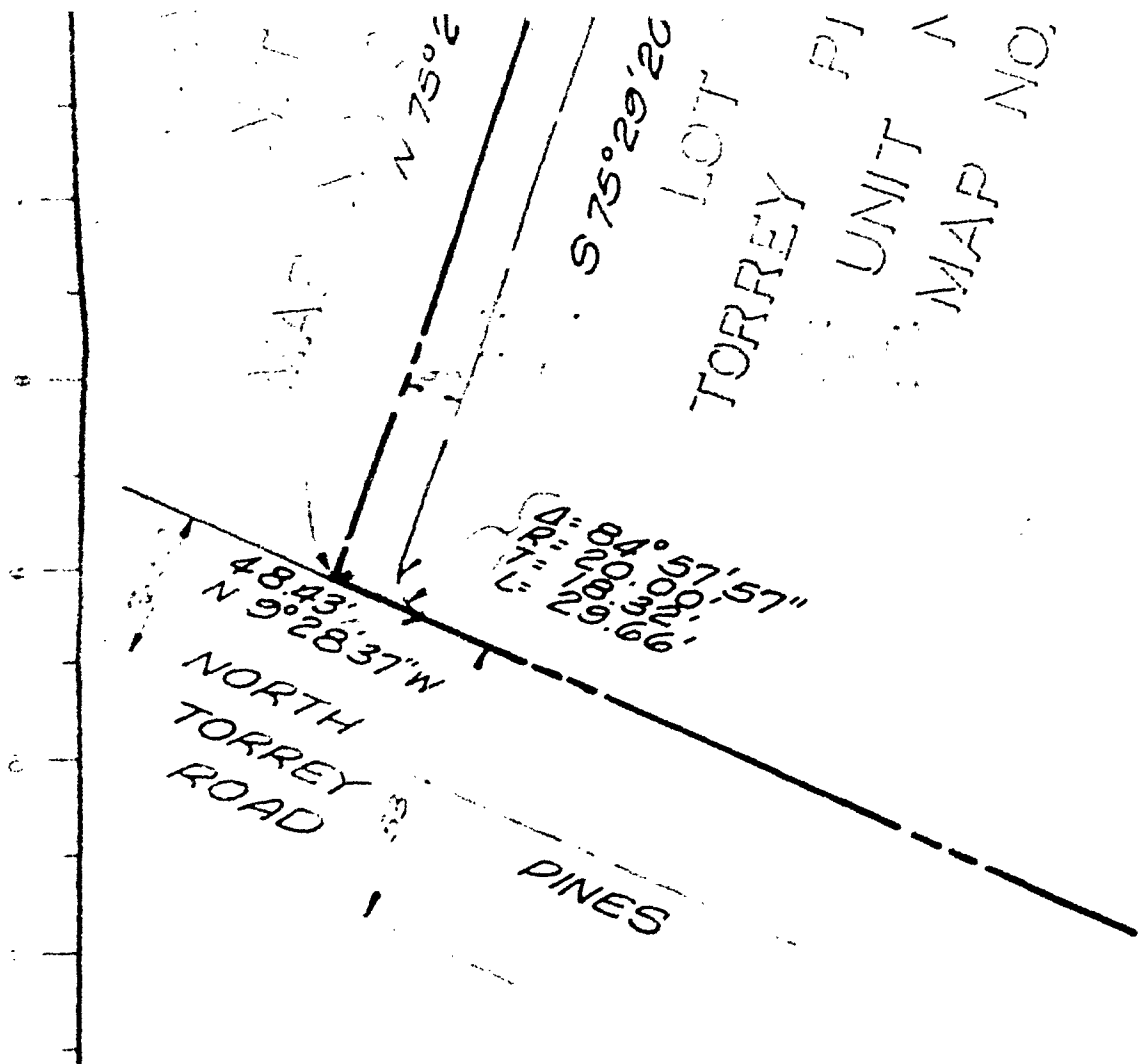 N 75°2
S 75°29'20
LOT
TORREY PI
UNIT
MAP NO.
Δ= 84°57'57"
R= 20.00'
T= 18.32'
L= 29.66'
48.43'
N 9°28'37"W
NORTH
TORREY
ROAD
PINES